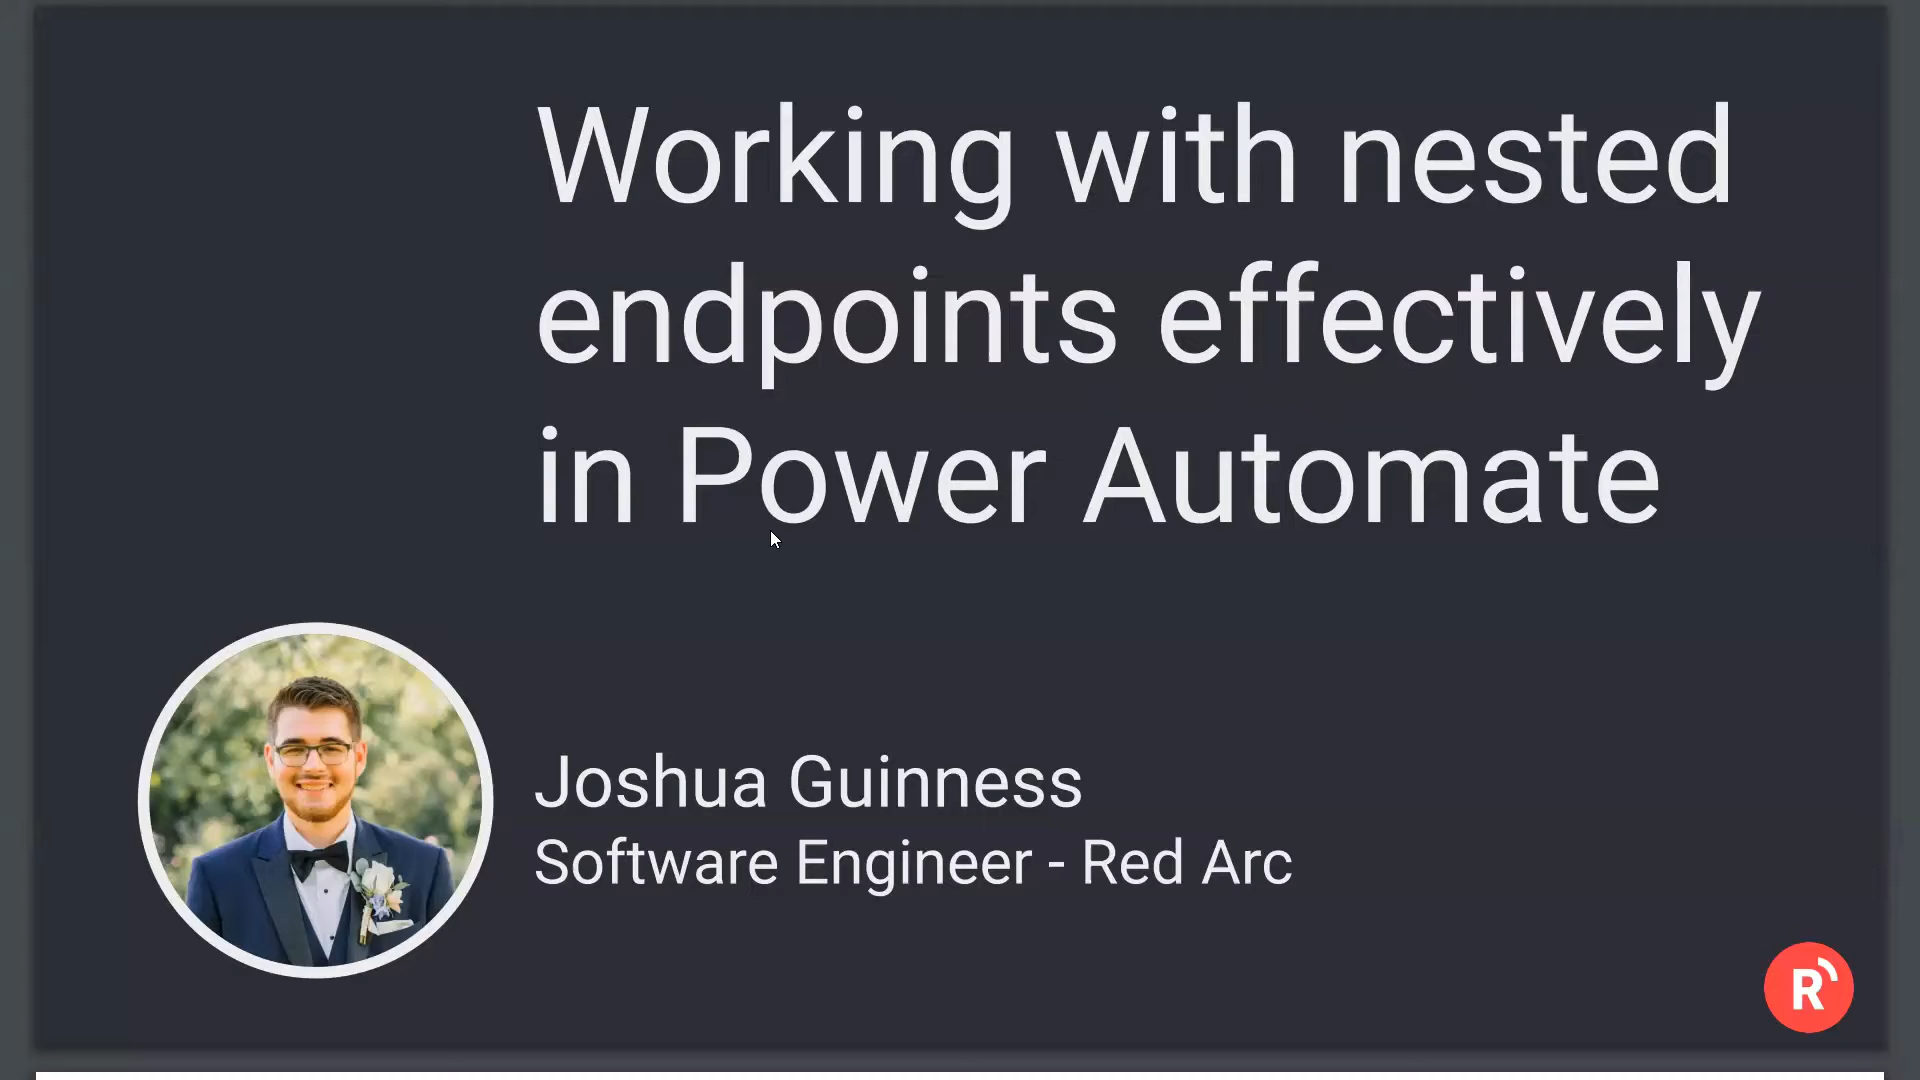 Working with nested
endpoints effectively
in Power Automate
Joshua Guinness
Software Engineer - Red Arc
R